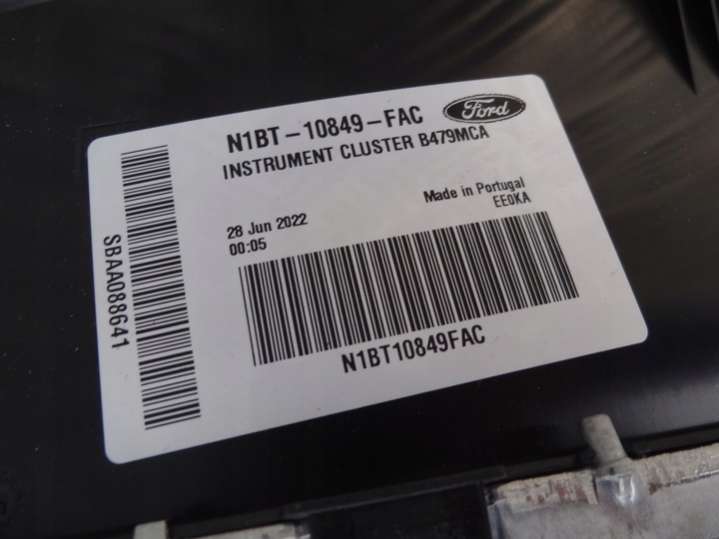 N1BT-10849-FAC Ford
INSTRUMENT CLUSTER B479MCA
Made in Portugal
EE0KA
28 Jun 2022
00:05
N1BT10849FAC
SBAA088641